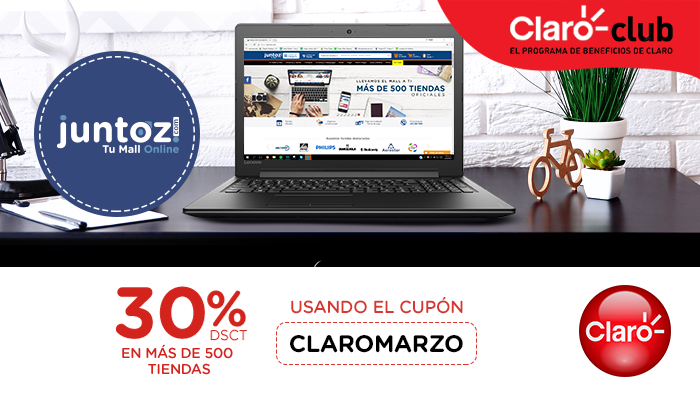 Claro-club
EL PROGRAMA DE BENEFICIOS DE CLARO
juntoz.com
Tu Mall Online
juntoz
LLEVAMOS EL MALL A TI
MÁS DE 500 TIENDAS
OFICIALES
PHILIPS
30%
DSCT
EN MÁS DE 500
TIENDAS
USANDO EL CUPÓN
CLAROMARZO
Claro